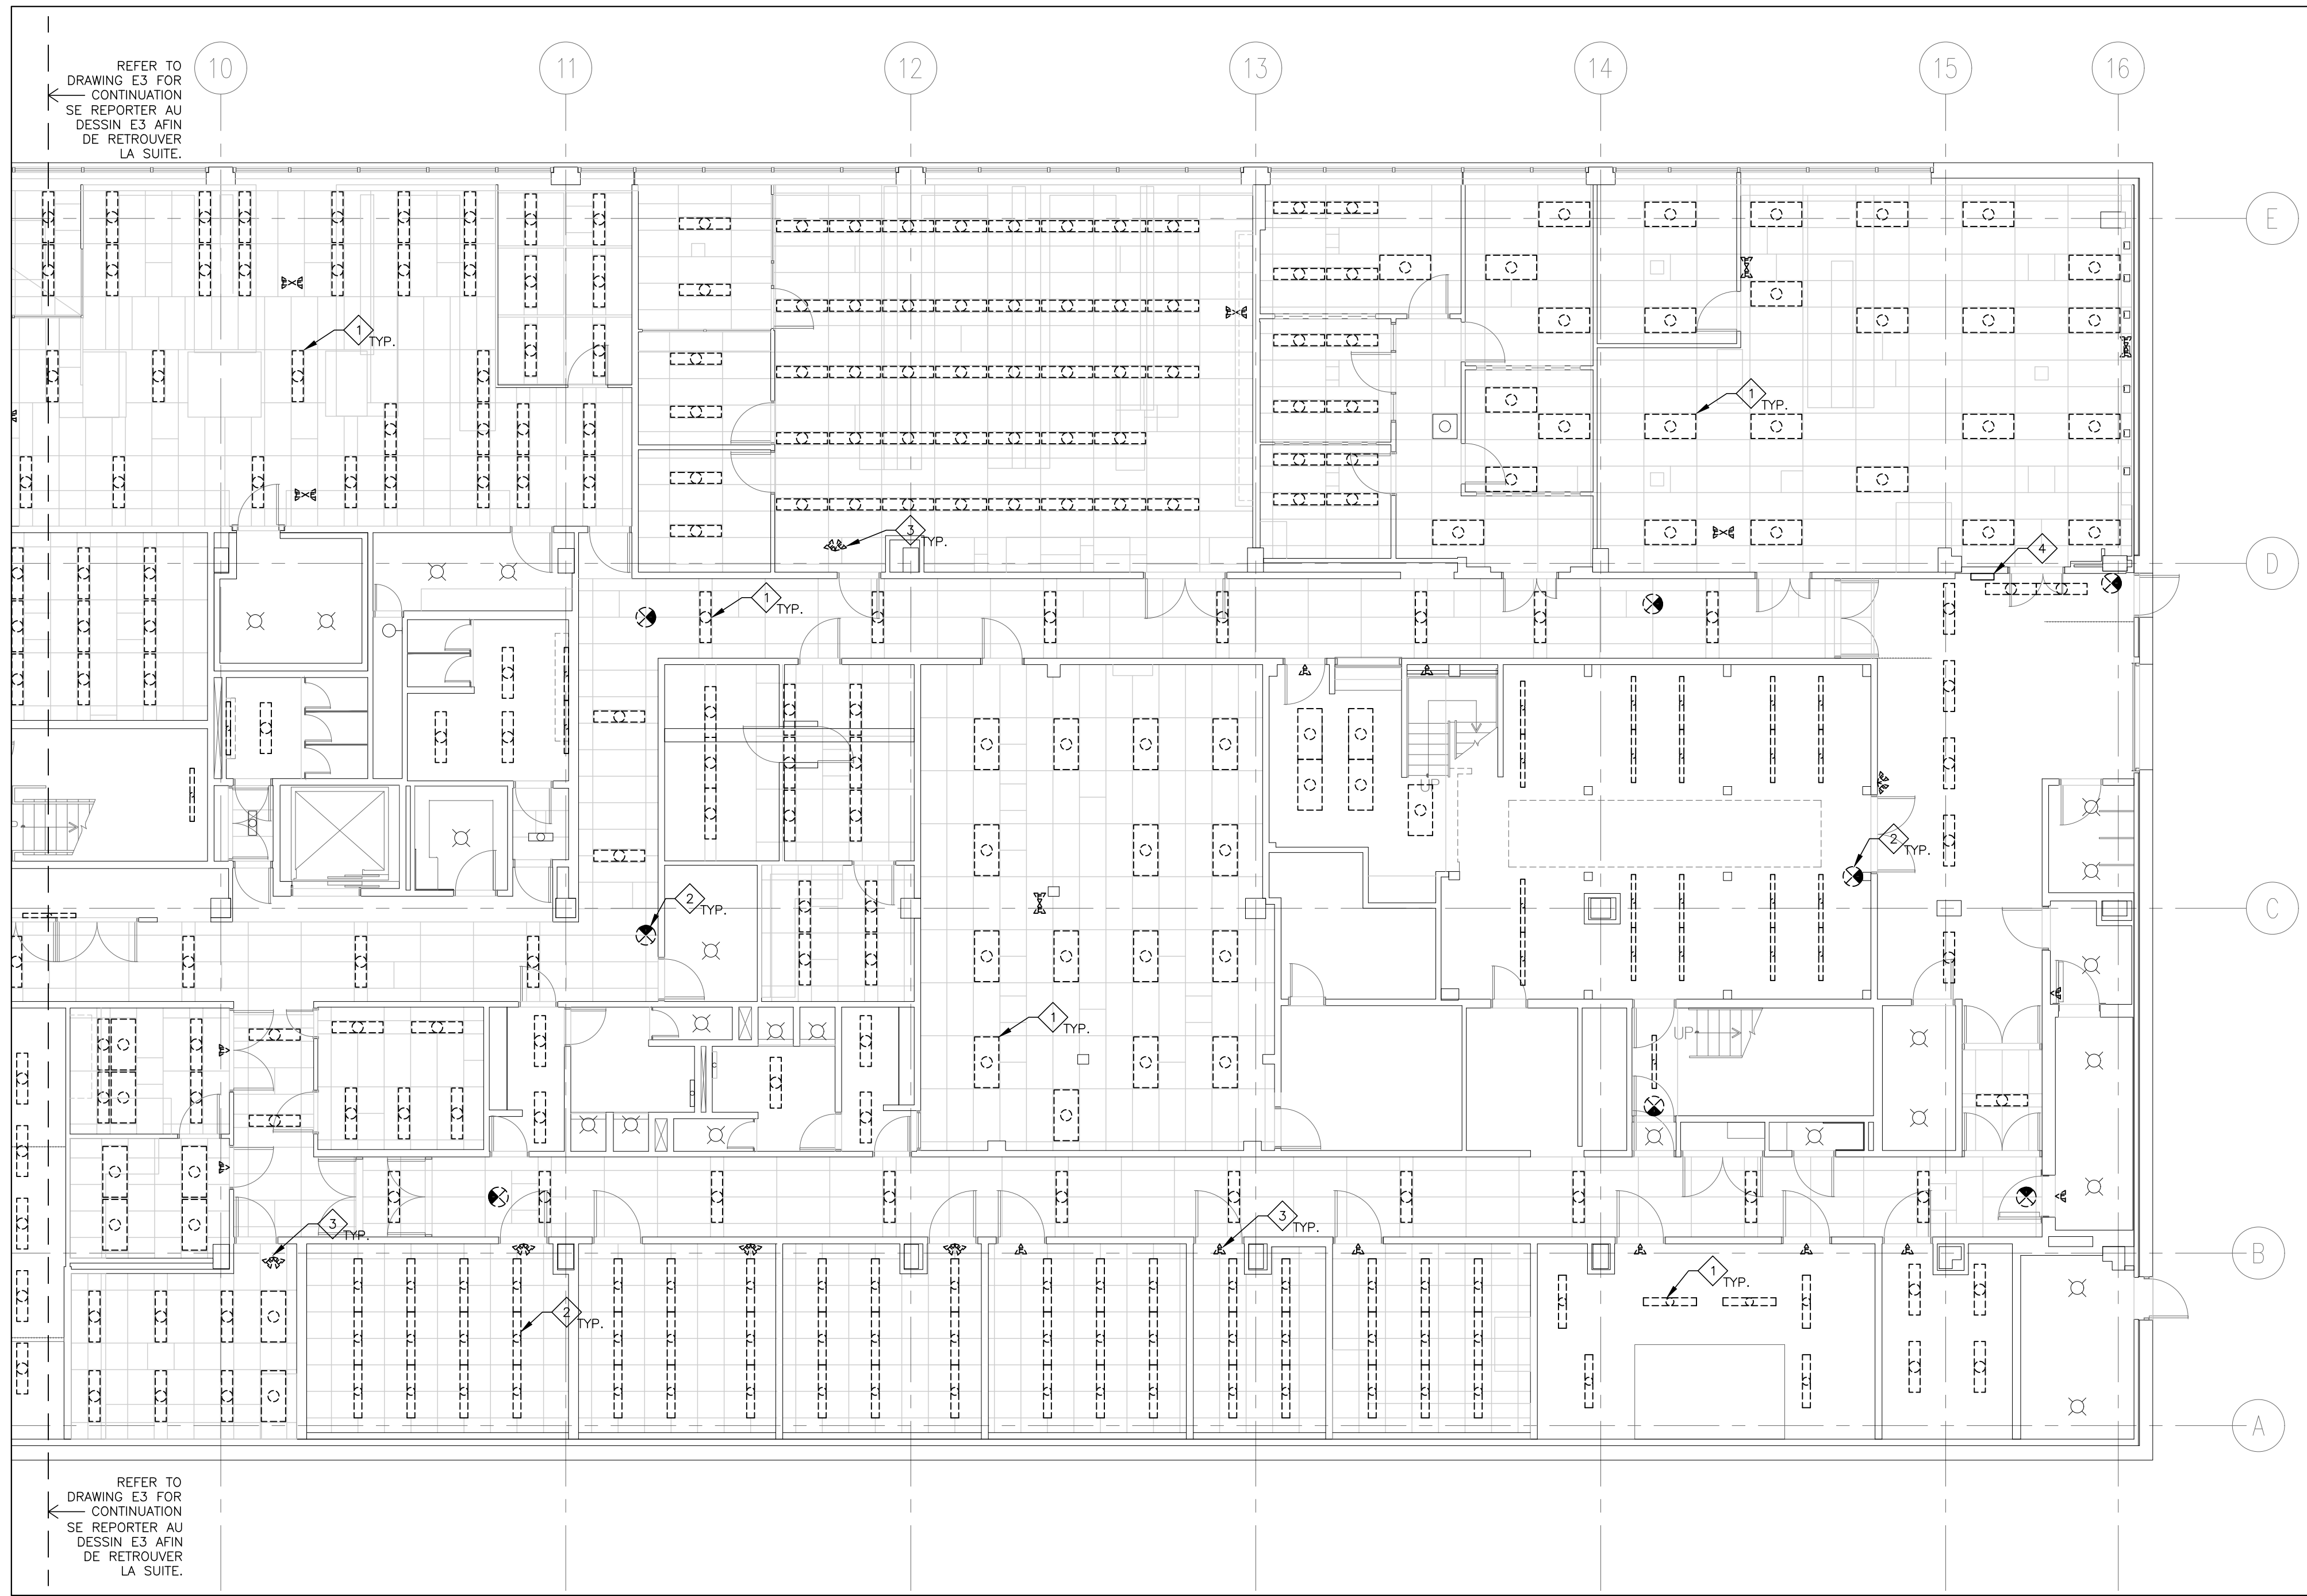 REFER TO
DRAWING E3 FOR
CONTINUATION
SE REPORTER AU
DESSIN E3 AFIN
DE RETROUVER
LA SUITE.
10
11
12
13
14
15
16
E
1
TYP.
1
TYP.
3
TYP.
4
D
1
TYP.
UP
P
2
TYP.
2
TYP.
C
1
TYP.
UP
3
TYP.
3
TYP.
B
1
TYP.
2
TYP.
A
REFER TO
DRAWING E3 FOR
CONTINUATION
SE REPORTER AU
DESSIN E3 AFIN
DE RETROUVER
LA SUITE.